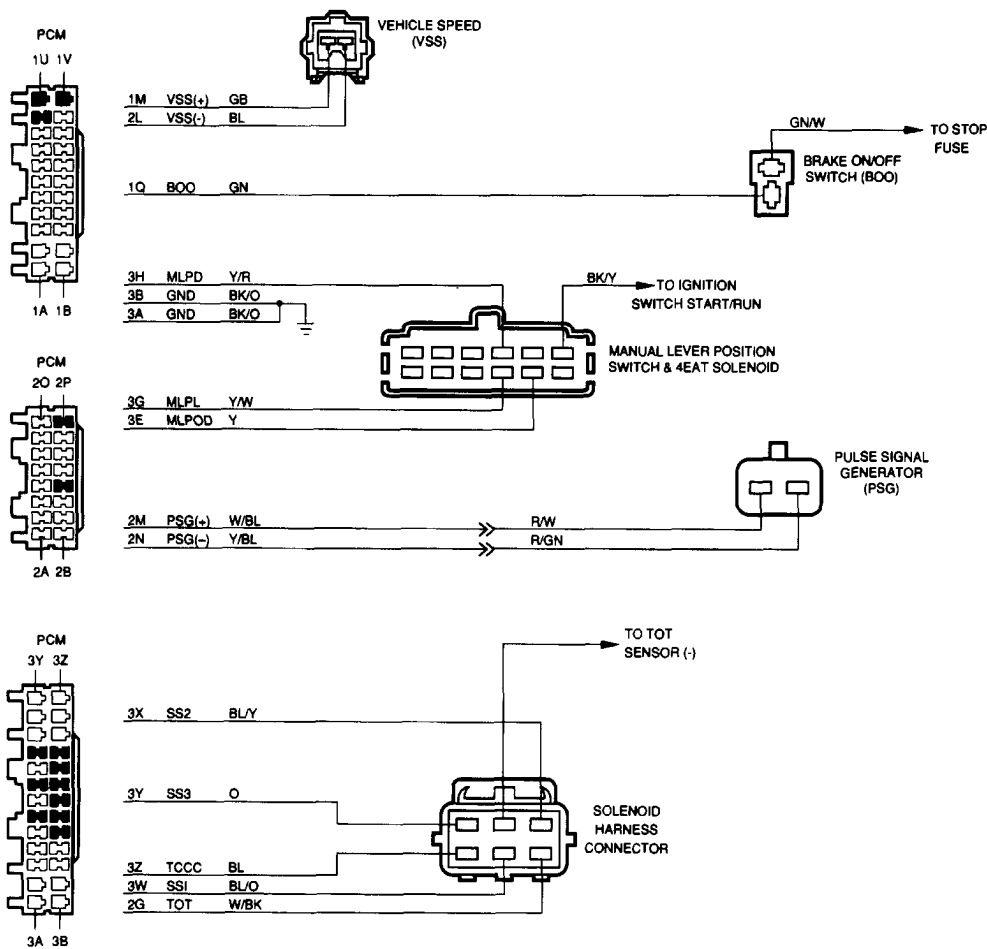 PCM
1U 1V
VEHICLE SPEED
(VSS)
1M VSS(+) GB
2L VSS(-) BL
GN/W
TO STOP
FUSE
BRAKE ON/OFF
SWITCH (BOO)
1Q BOO GN
1A 1B
3H MLPD Y/R
3B GND BK/O
3A GND BK/O
BK/Y
TO IGNITION
SWITCH START/RUN
MANUAL LEVER POSITION
SWITCH & 4EAT SOLENOID
PCM
2O 2P
3G MLPL Y/W
3E MLPOD Y
PULSE SIGNAL
GENERATOR
(PSG)
2M PSG(+) W/BL
R/W
2N PSG(-) Y/BL
R/GN
2A 2B
PCM
3Y 3Z
TO TOT
SENSOR (-)
3X SS2 BL/Y
3Y SS3 O
SOLENOID
HARNESS
CONNECTOR
3Z TCCC BL
3W SSI BL/O
2G TOT W/BK
3A 3B